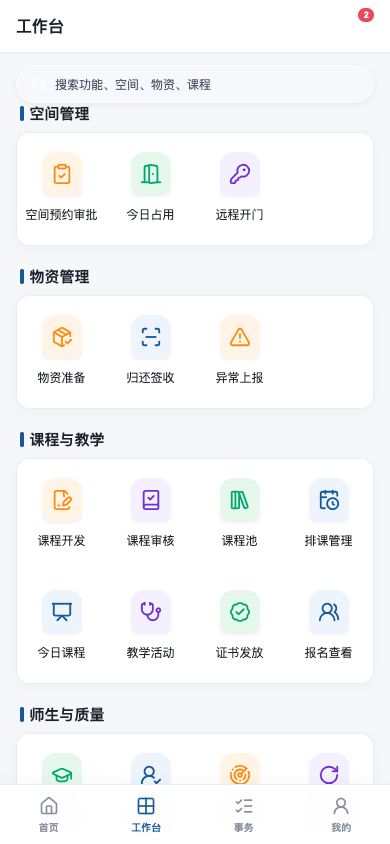 工作台
2
搜索功能、空间、物资、课程
空间管理
空间预约审批 今日占用 远程开门
物资管理
物资准备 归还签收 异常上报
课程与教学
课程开发 课程审核 课程池 排课管理
今日课程 教学活动 证书发放 报名查看
师生与质量
首页 工作台 事务 我的